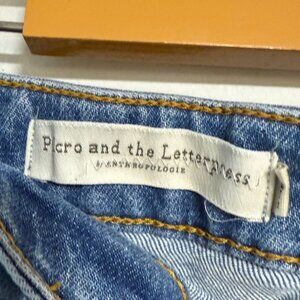 Pilcro and the Letterpress
by ANTHROPOLOGIE